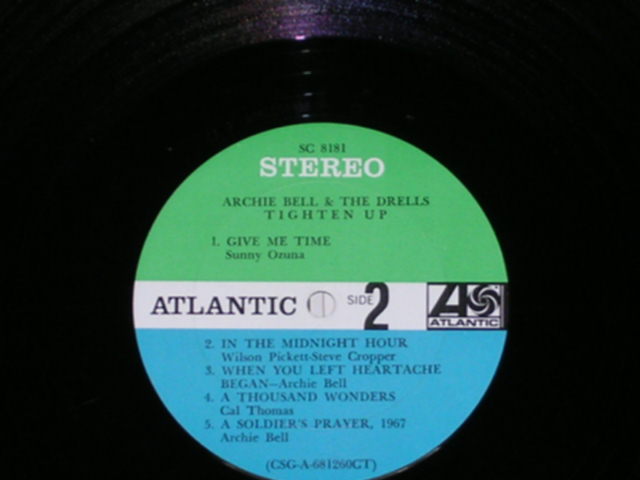 SC 8181
STEREO
ARCHIE BELL & THE DRELLS
TIGHTEN UP
1. GIVE ME TIME
Sunny Ozuna
ATLANTIC SIDE 2 ATLANTIC
2. IN THE MIDNIGHT HOUR
Wilson Pickett-Steve Cropper
3. WHEN YOU LEFT HEARTACHE
BEGAN—Archie Bell
4. A THOUSAND WONDERS
Cal Thomas
5. A SOLDIER'S PRAYER, 1967
Archie Bell
(CSG-A-681260CT)